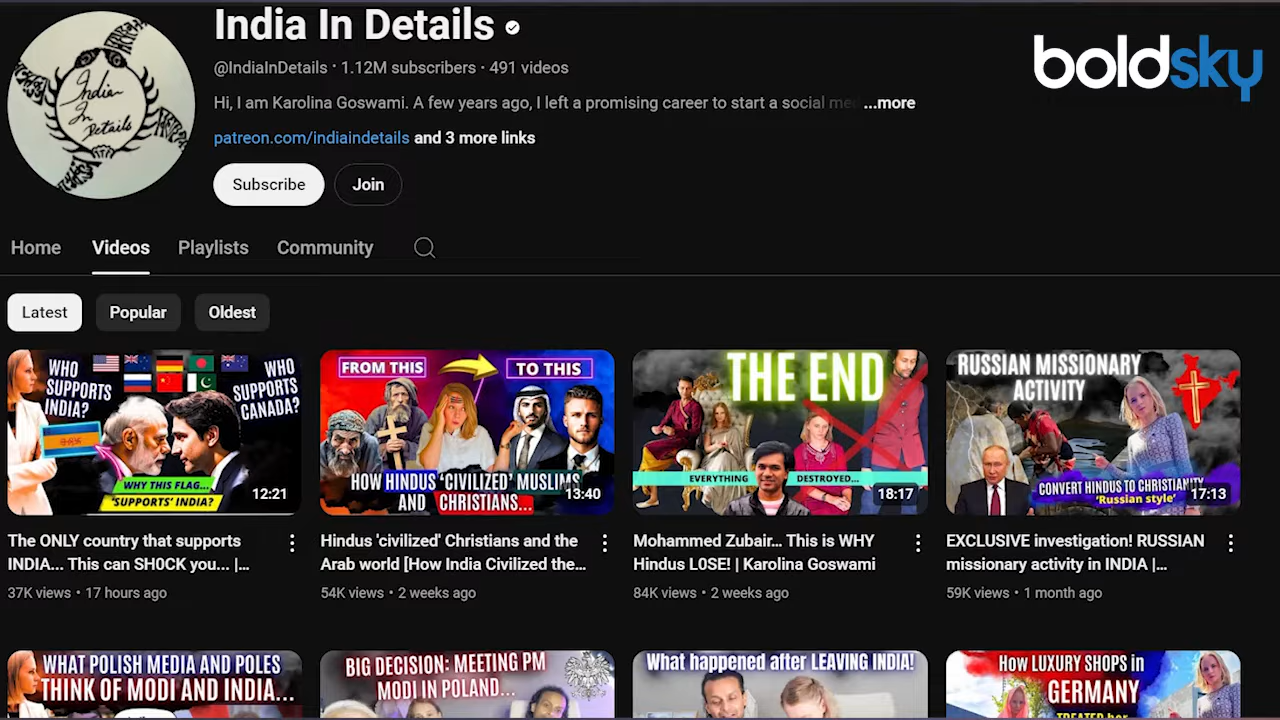 India In Details
boldsky
@IndiaInDetails · 1.12M subscribers · 491 videos
India
In
Details
Hi, I am Karolina Goswami. A few years ago, I left a promising career to start a social ...more
patreon.com/indiaindetails and 3 more links
Subscribe
Join
Home Videos Playlists Community
Latest Popular Oldest
WHO
SUPPORTS
INDIA?
WHO
SUPPORTS
CANADA?
WHY THIS FLAG...
'SUPPORTS' INDIA?
12:21
FROM THIS
TO THIS
HOW HINDUS 'CIVILIZED' MUSLIMS
AND CHRISTIANS...
13:40
THE END
EVERYTHING
DESTROYED...
18:17
RUSSIAN MISSIONARY
ACTIVITY
CONVERT HINDUS TO CHRISTIANITY
'Russian style'
17:13
The ONLY country that supports
INDIA... This can SH0CK you... |...
37K views · 17 hours ago
Hindus 'civilized' Christians and the
Arab world [How India Civilized the...
54K views · 2 weeks ago
Mohammed Zubair... This is WHY
Hindus L0SE! | Karolina Goswami
84K views · 2 weeks ago
EXCLUSIVE investigation! RUSSIAN
missionary activity in INDIA |...
59K views · 1 month ago
WHAT POLISH MEDIA AND POLES
THINK OF MODI AND INDIA...
BIG DECISION: MEETING PM
MODI IN POLAND...
What happened after LEAVING INDIA!
How LUXURY SHOPS in
GERMANY